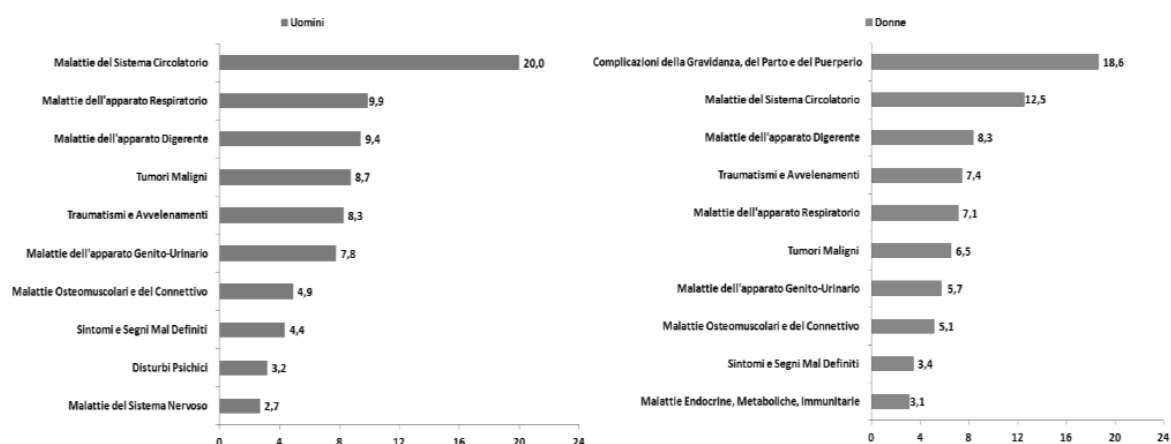 Uomini
Malattie del Sistema Circolatorio 20,0
Malattie dell'apparato Respiratorio 9,9
Malattie dell'apparato Digerente 9,4
Tumori Maligni 8,7
Traumatismi e Avvelenamenti 8,3
Malattie dell'apparato Genito-Urinario 7,8
Malattie Osteomuscolari e del Connettivo 4,9
Sintomi e Segni Mal Definiti 4,4
Disturbi Psichici 3,2
Malattie del Sistema Nervoso 2,7
0 4 8 12 16 20 24
Donne
Complicazioni della Gravidanza, del Parto e del Puerperio 18,6
Malattie del Sistema Circolatorio 12,5
Malattie dell'apparato Digerente 8,3
Traumatismi e Avvelenamenti 7,4
Malattie dell'apparato Respiratorio 7,1
Tumori Maligni 6,5
Malattie dell'apparato Genito-Urinario 5,7
Malattie Osteomuscolari e del Connettivo 5,1
Sintomi e Segni Mal Definiti 3,4
Malattie Endocrine, Metaboliche, Immunitarie 3,1
0 4 8 12 16 20 24